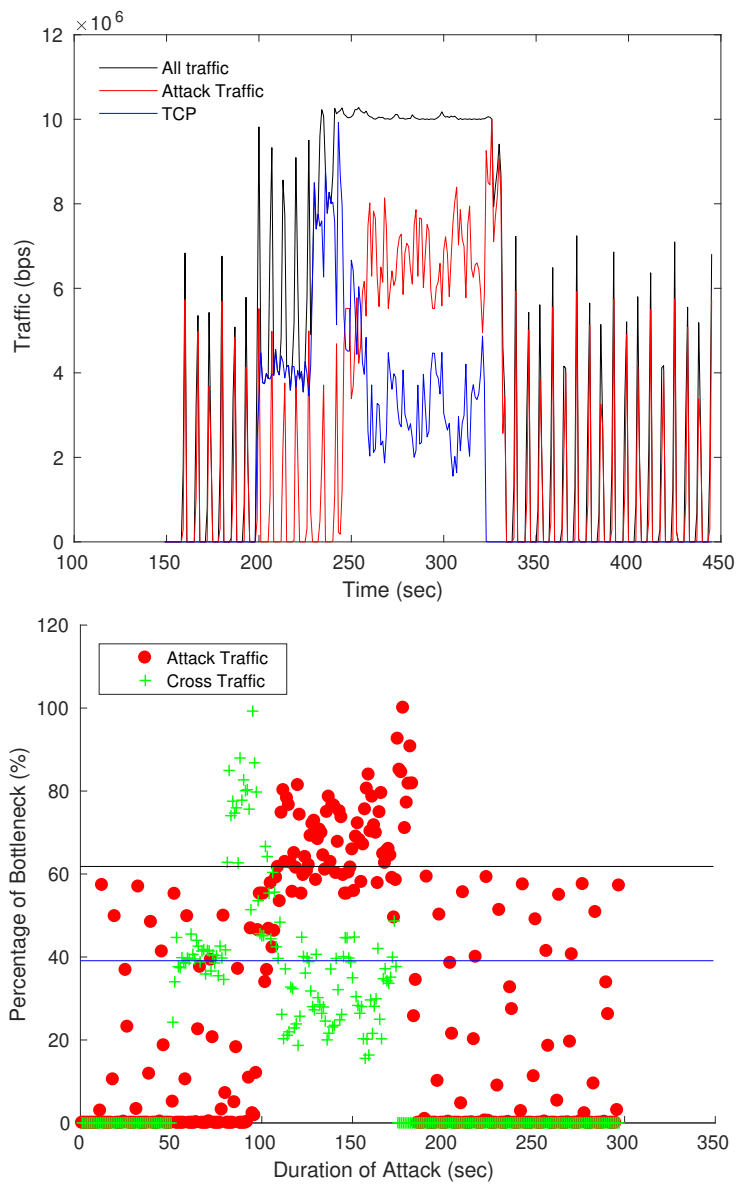 ×10⁶
12
10
8
6
4
2
0
Traffic (bps)
All traffic
Attack Traffic
TCP
100 150 200 250 300 350 400 450
Time (sec)
120
100
80
60
40
20
0
Percentage of Bottleneck (%)
Attack Traffic
Cross Traffic
0 50 100 150 200 250 300 350
Duration of Attack (sec)